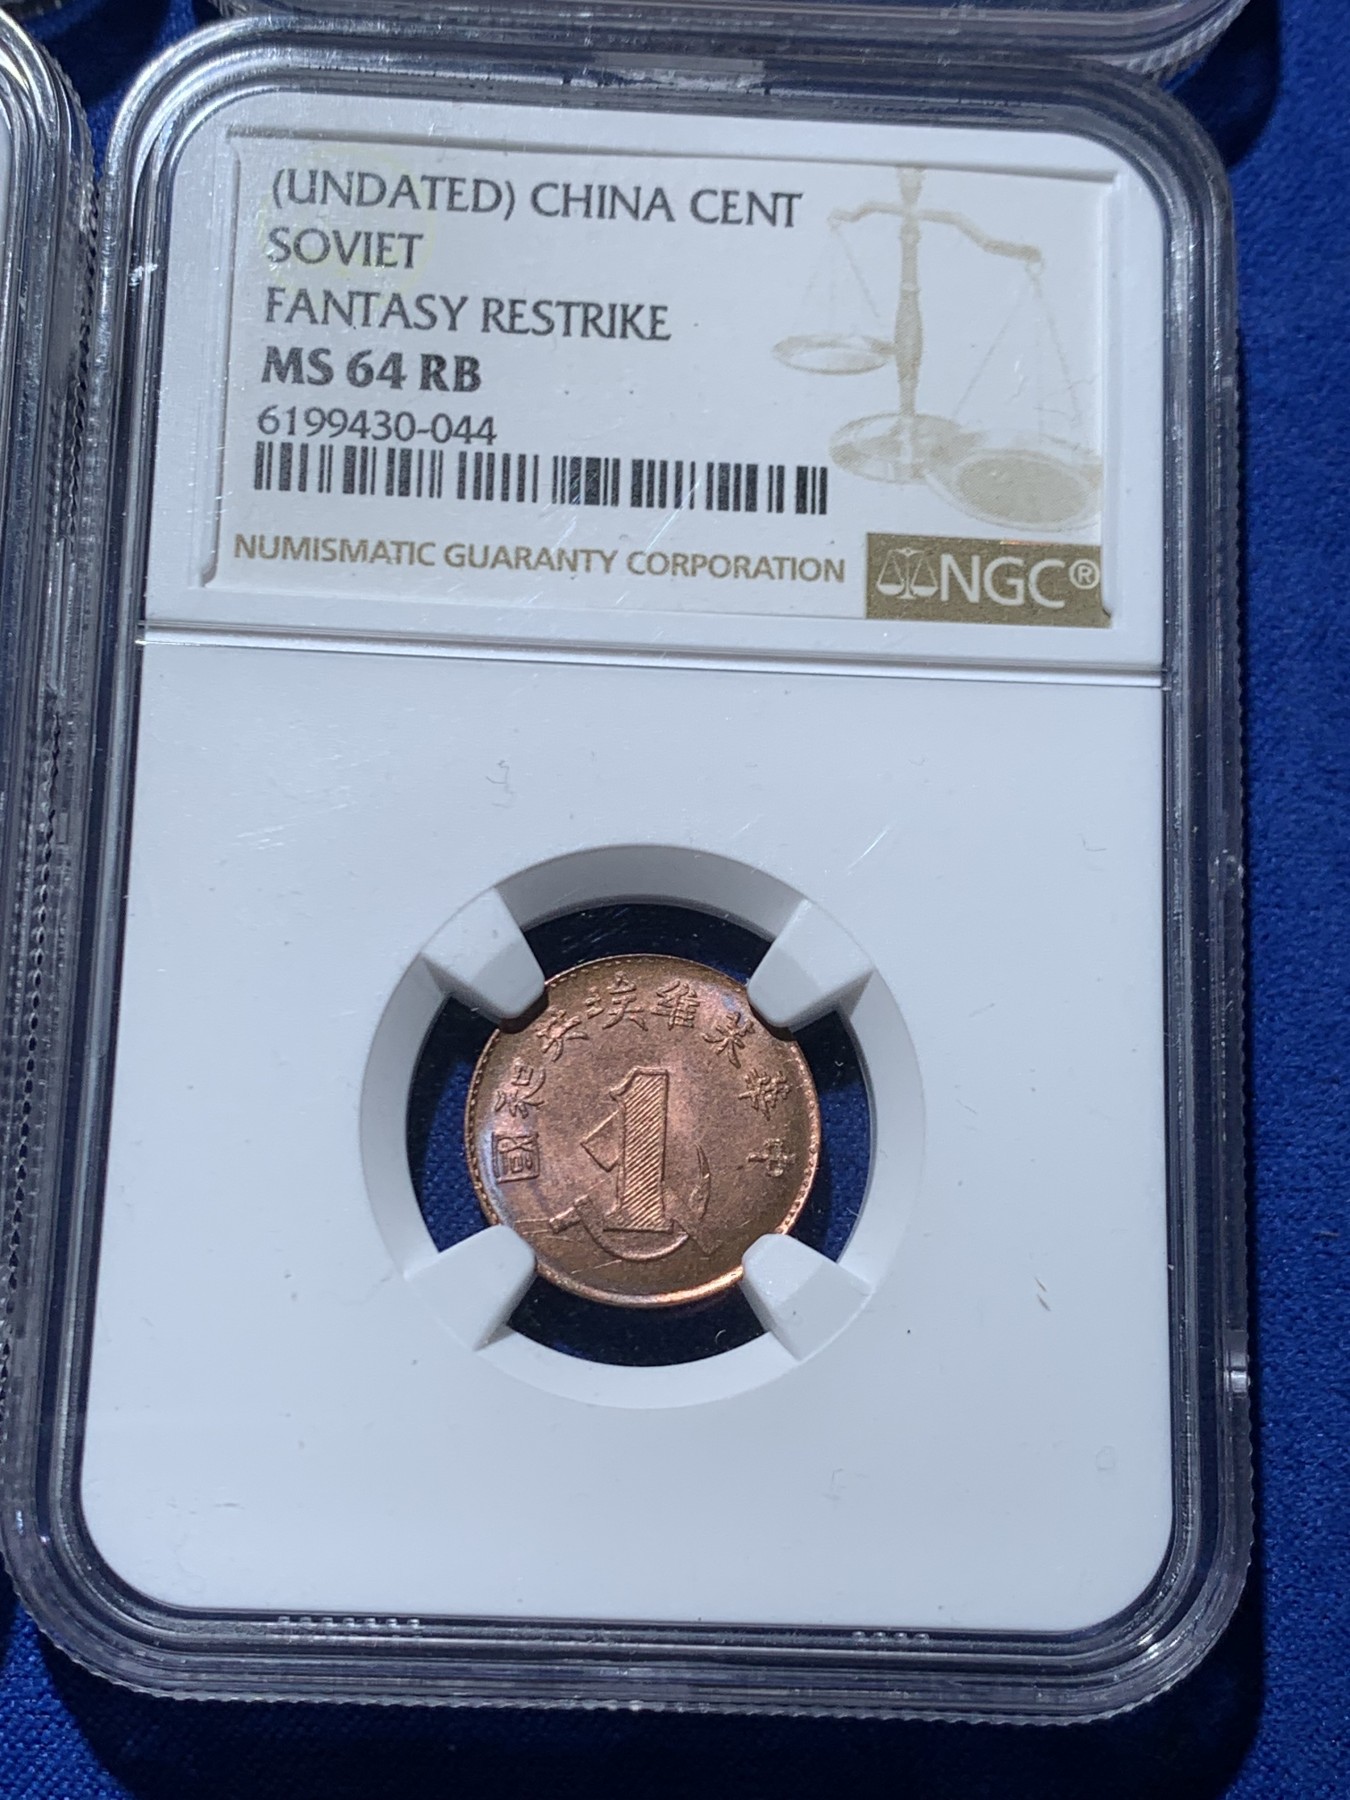 (UNDATED) CHINA CENT
SOVIET
FANTASY RESTRIKE
MS 64 RB
6199430-044
NUMISMATIC GUARANTY CORPORATION
NGC®
中華蘇維埃共和國
1